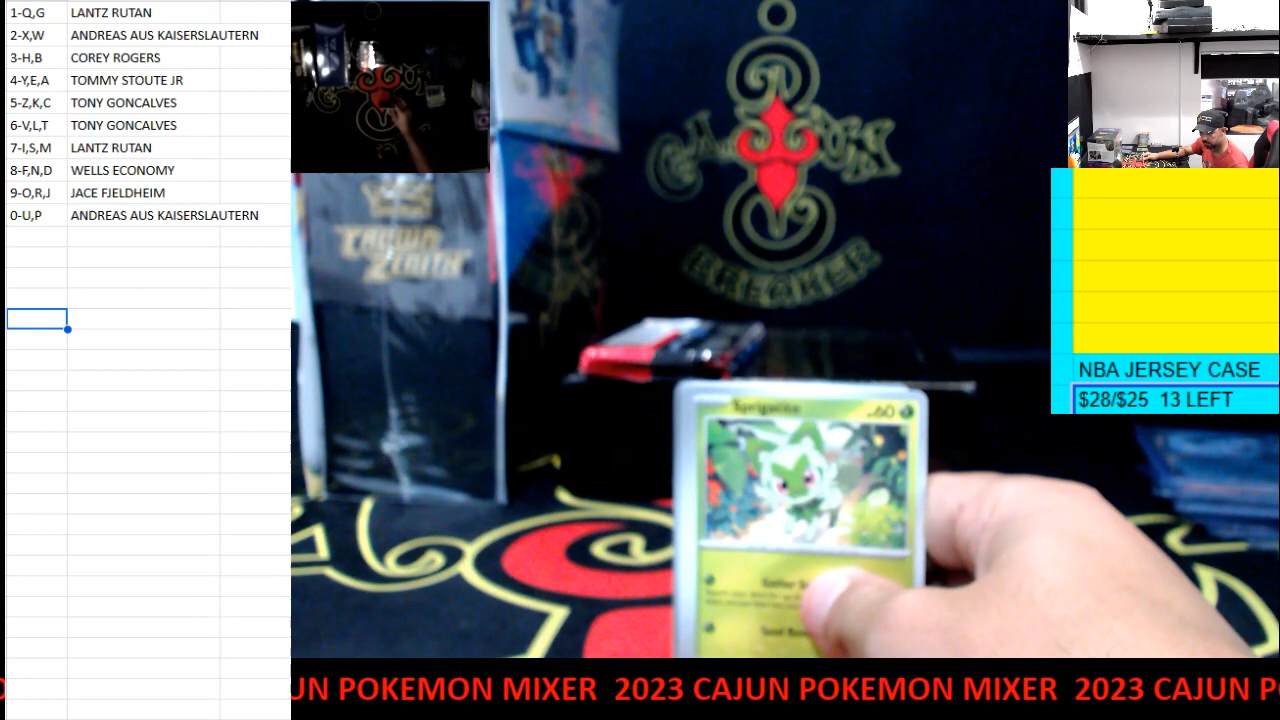 1-Q,G LANTZ RUTAN
2-X,W ANDREAS AUS KAISERSLAUTERN
3-H,B COREY ROGERS
4-Y,E,A TOMMY STOUTE JR
5-Z,K,C TONY GONCALVES
6-V,L,T TONY GONCALVES
7-I,S,M LANTZ RUTAN
8-F,N,D WELLS ECONOMY
9-O,R,J JACE FJELDHEIM
0-U,P ANDREAS AUS KAISERSLAUTERN
CROWN
ZENITH
BREAKER
Sprigatito 60
NBA JERSEY CASE
$28/$25 13 LEFT
UN POKEMON MIXER 2023 CAJUN POKEMON MIXER 2023 CAJUN P